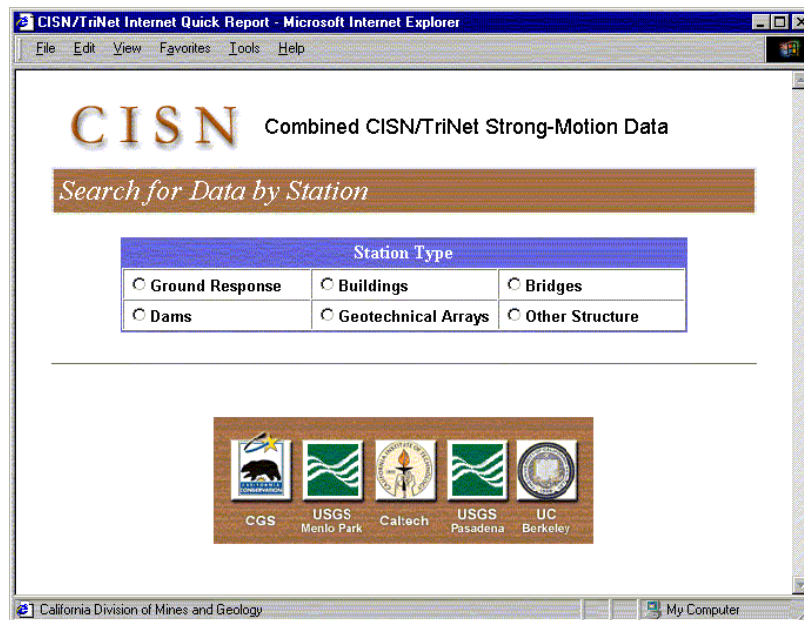 CISN/TriNet Internet Quick Report - Microsoft Internet Explorer
File Edit View Favorites Tools Help
CISN Combined CISN/TriNet Strong-Motion Data
Search for Data by Station
Station Type
Ground Response Buildings Bridges
Dams Geotechnical Arrays Other Structure
CGS USGS Menlo Park Caltech USGS Pasadena UC Berkeley
California Division of Mines and Geology My Computer